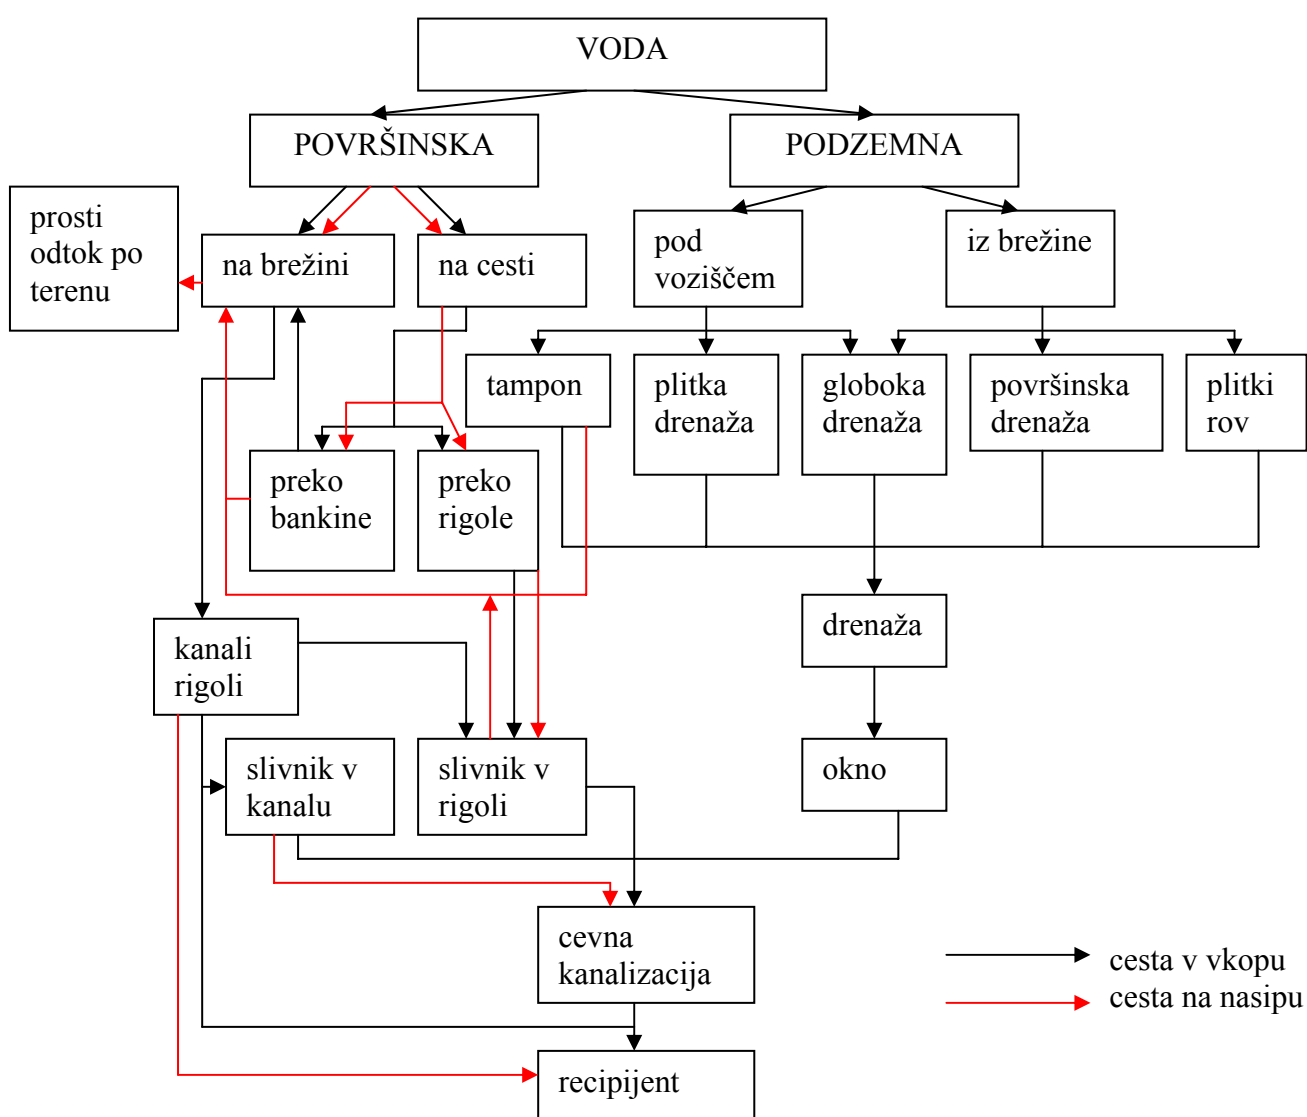 VODA
POVRŠINSKA
PODZEMNA
prosti
odtok po
terenu
na brežini
na cesti
pod
voziščem
iz brežine
tampon
plitka
drenaža
globoka
drenaža
površinska
drenaža
plitki
rov
preko
bankine
preko
rigole
drenaža
kanali
rigoli
slivnik v
kanalu
slivnik v
rigoli
okno
cevna
kanalizacija
cesta v vkopu
cesta na nasipu
recipijent